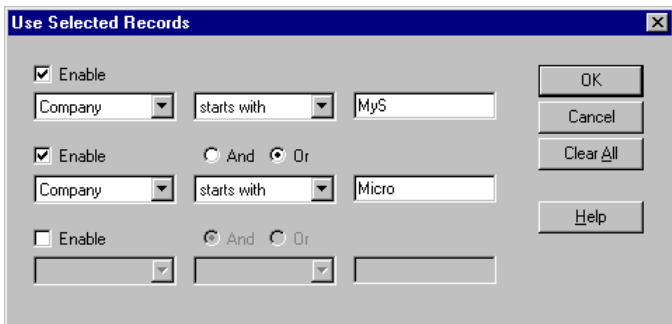 Use Selected Records
Enable
Company starts with MyS
Enable And Or
Company starts with Micro
Enable And Or
OK
Cancel
Clear All
Help